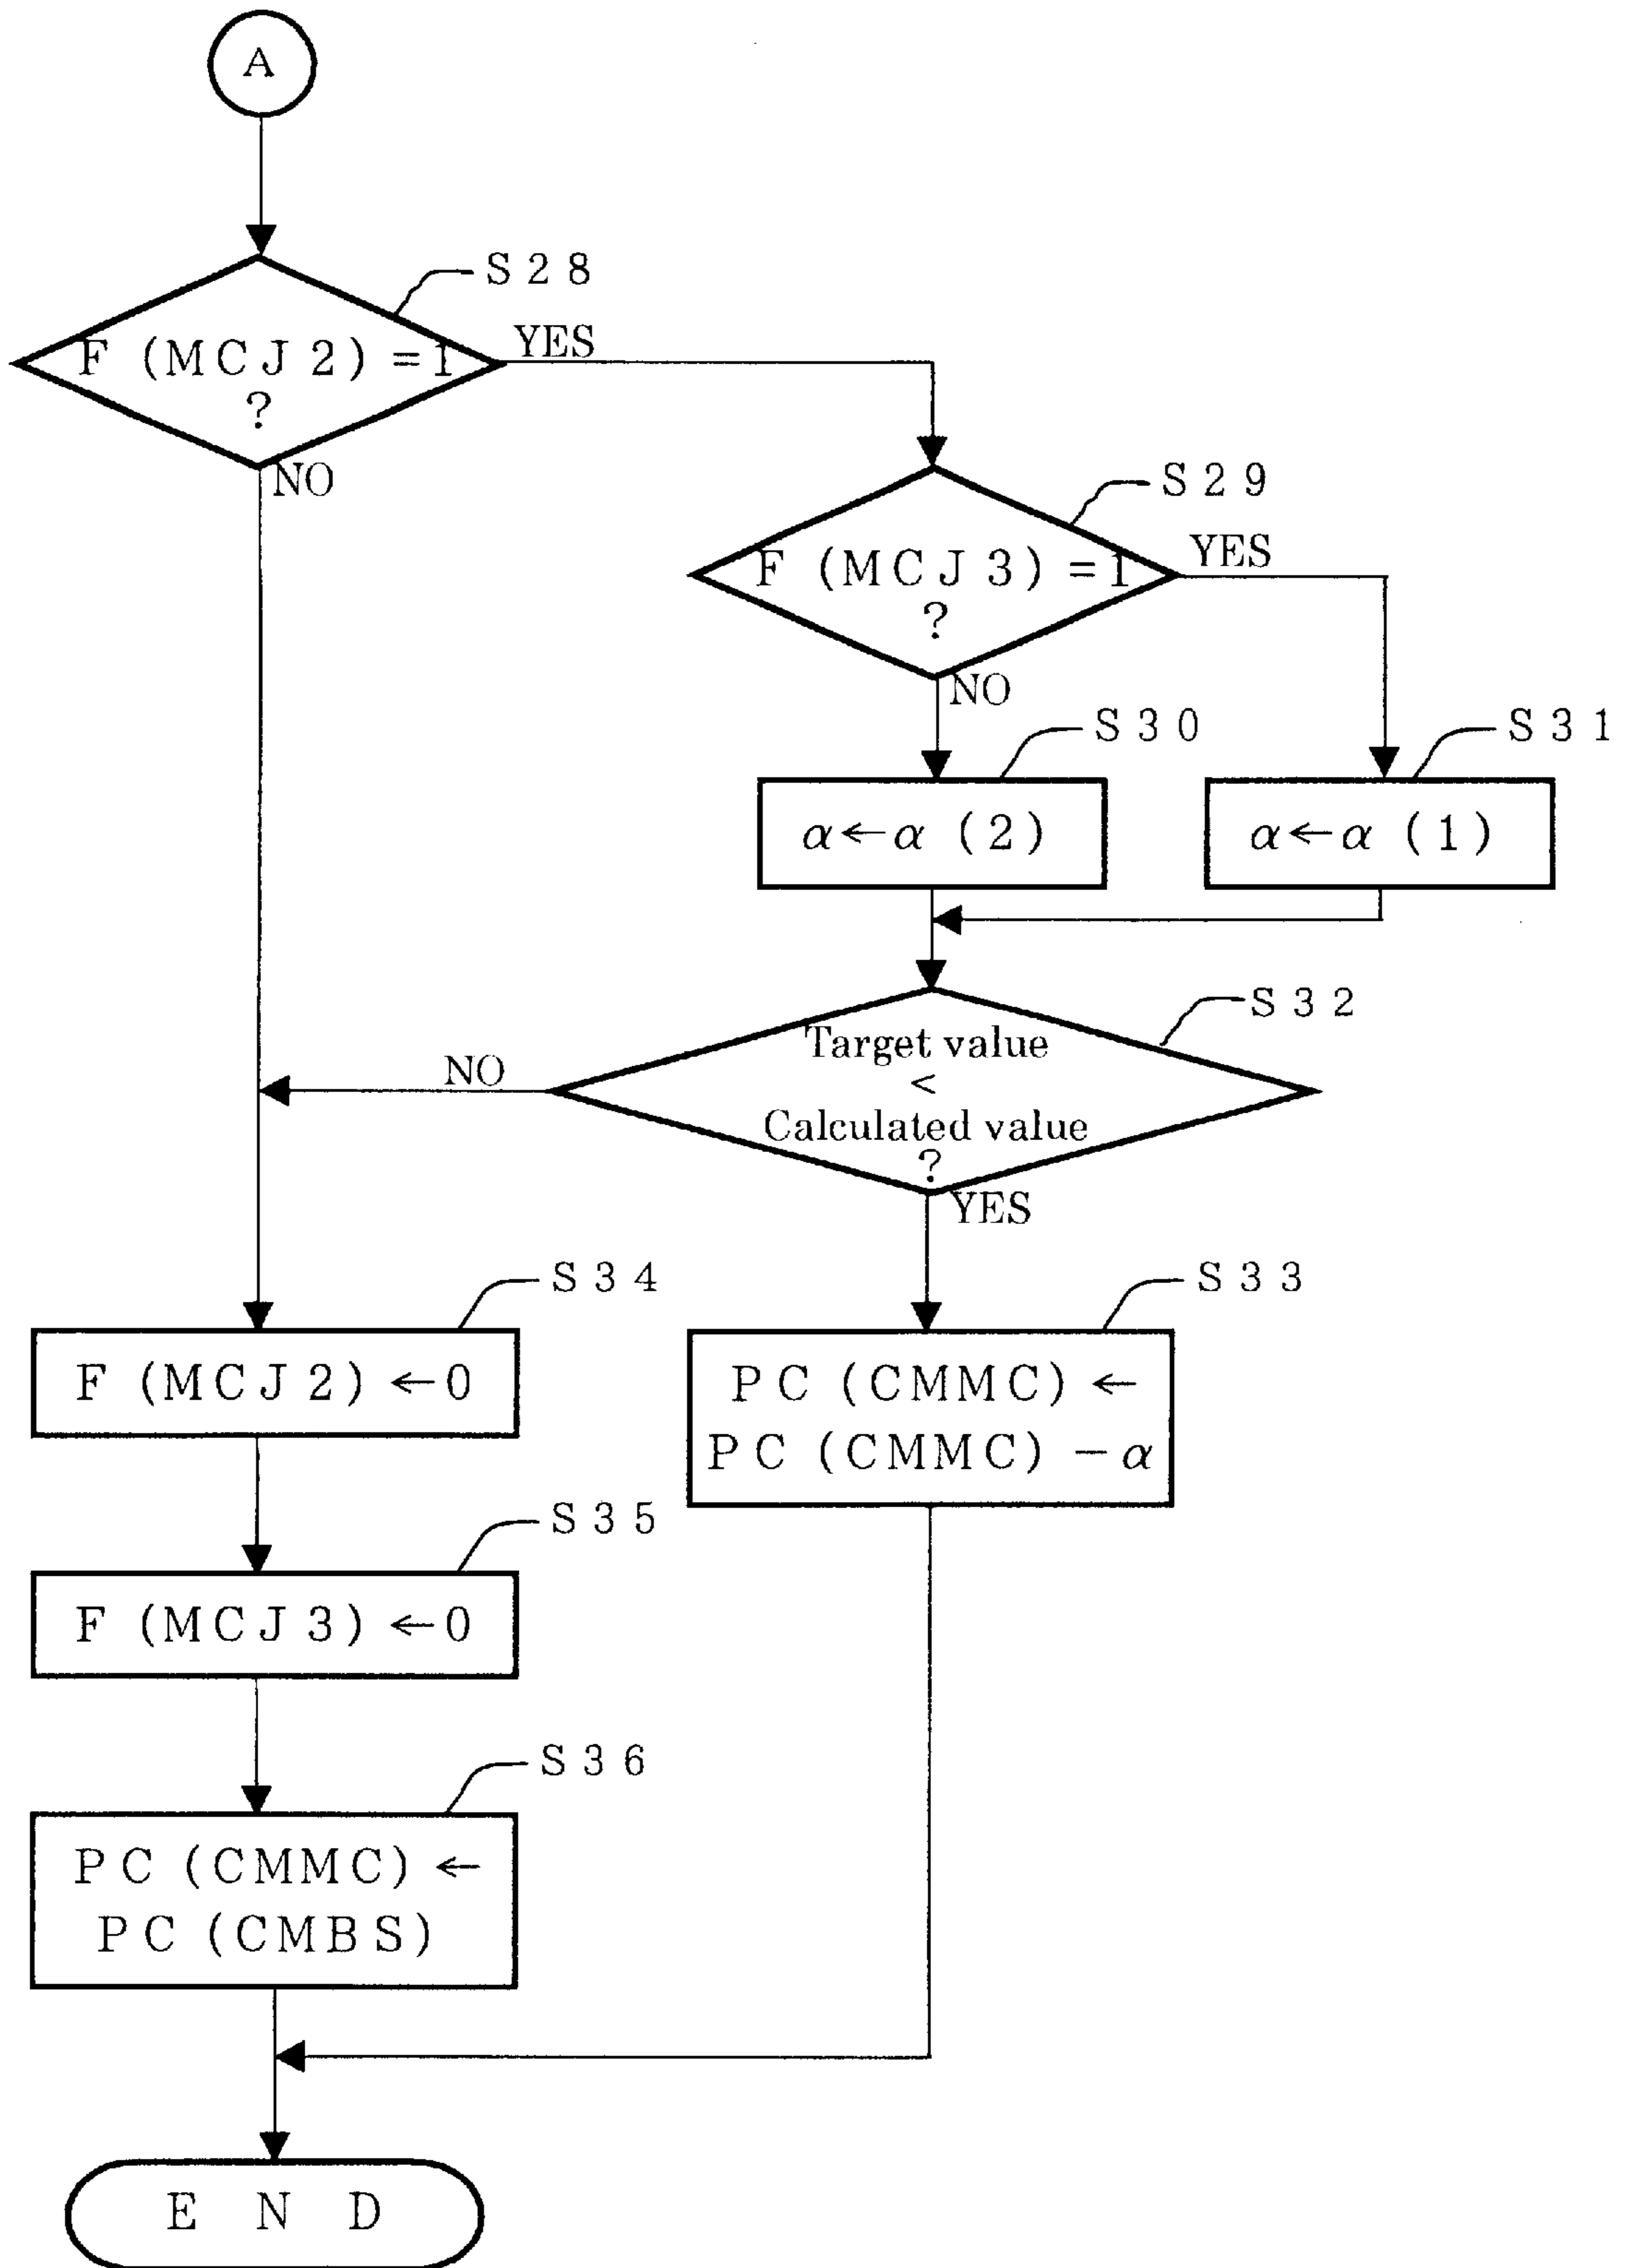 A
S28
F (MCJ2) =1
?
YES
NO
S29
F (MCJ3) =1
?
YES
NO
S30
S31
α←α (2)
α←α (1)
S32
Target value
<
Calculated value
?
NO
YES
S34
S33
F (MCJ2) ←0
PC (CMMC) ←
PC (CMMC) −α
S35
F (MCJ3) ←0
S36
PC (CMMC) ←
PC (CMBS)
END